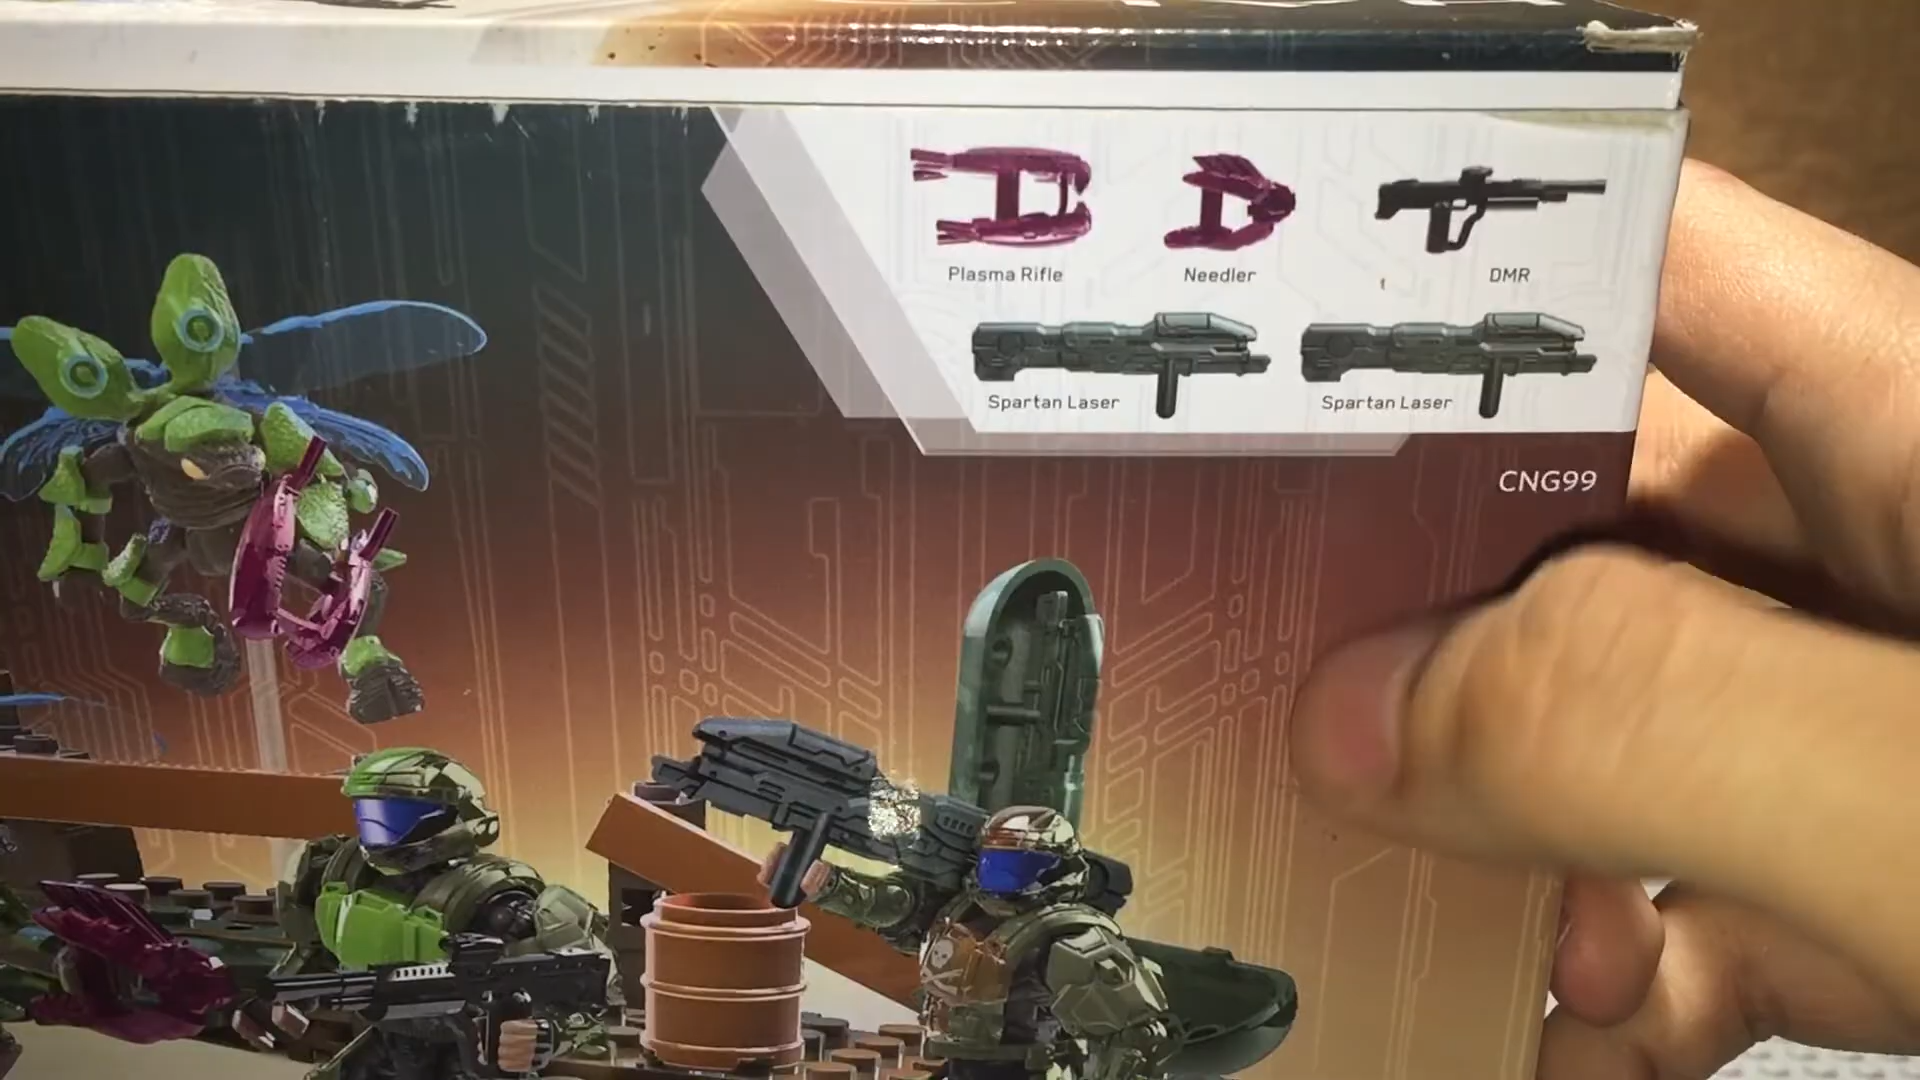 Plasma Rifle
Needler
DMR
Spartan Laser
Spartan Laser
CNG99